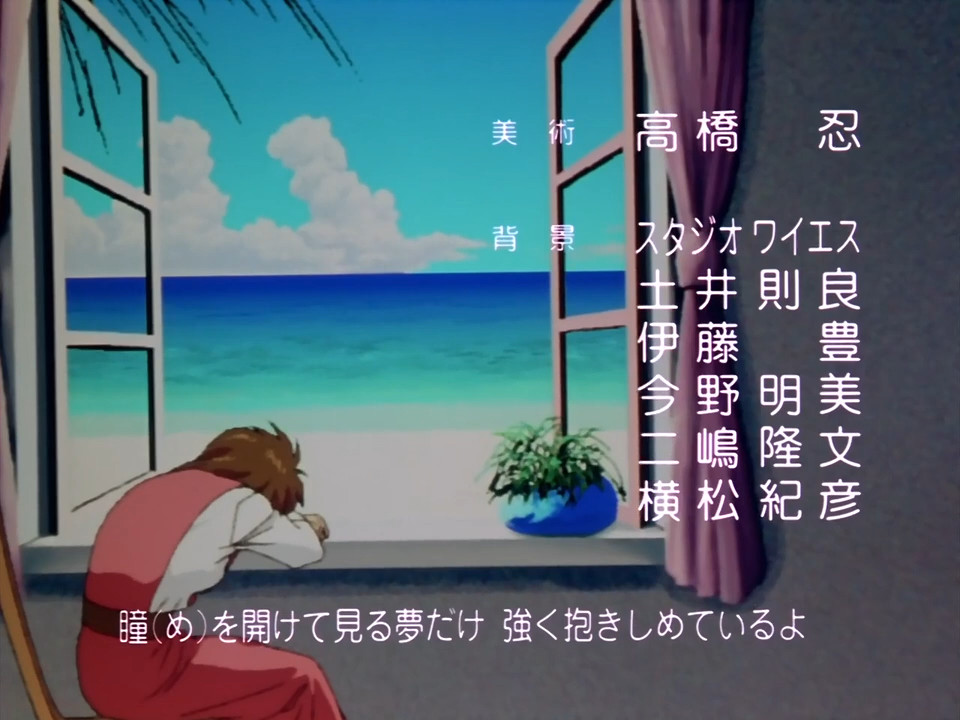 美術 高橋 忍
背景 スタジオワイエス
土井則良
伊藤 豊
今野明美
二嶋隆文
横松紀彦
瞳(め)を開けて見る夢だけ 強く抱きしめているよ